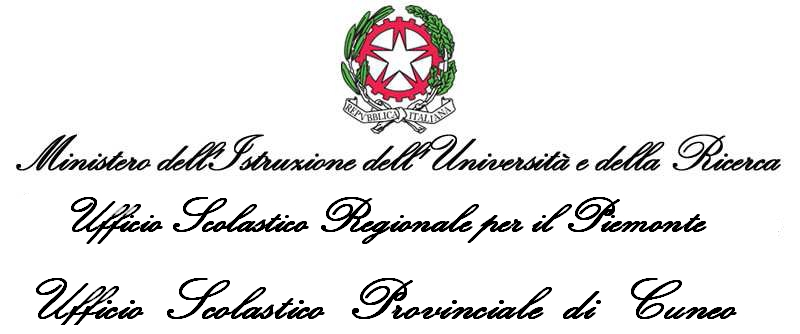 REPVBBLICA ITALIANA
Ministero dell'Istruzione dell'Università e della Ricerca
Ufficio Scolastico Regionale per il Piemonte
Ufficio Scolastico Provinciale di Cuneo